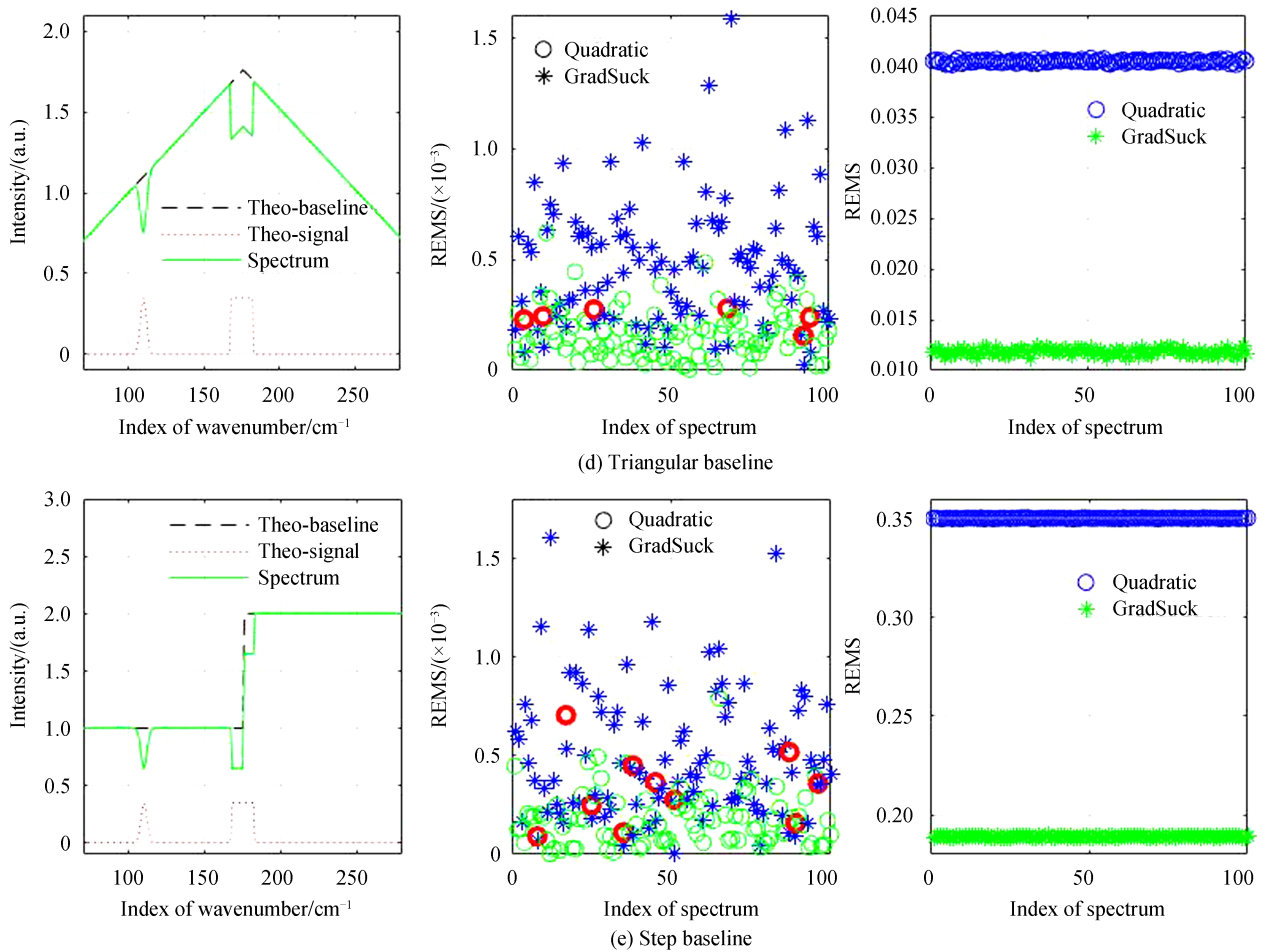 2.0
1.5
1.0
0.5
0
Intensity/(a.u.)
Theo-baseline
Theo-signal
Spectrum
100
150
200
250
Index of wavenumber/cm⁻¹
1.5
1.0
0.5
0
REMS/(×10⁻³)
Quadratic
GradSuck
0
50
100
Index of spectrum
0.045
0.040
0.035
0.030
0.025
0.020
0.015
0.010
REMS
Quadratic
GradSuck
0
50
100
Index of spectrum
(d) Triangular baseline
3.0
2.5
2.0
1.5
1.0
0.5
0
Intensity/(a.u.)
Theo-baseline
Theo-signal
Spectrum
100
150
200
250
Index of wavenumber/cm⁻¹
1.5
1.0
0.5
0
REMS/(×10⁻³)
Quadratic
GradSuck
0
50
100
Index of spectrum
0.35
0.30
0.25
0.20
REMS
Quadratic
GradSuck
0
50
100
Index of spectrum
(e) Step baseline